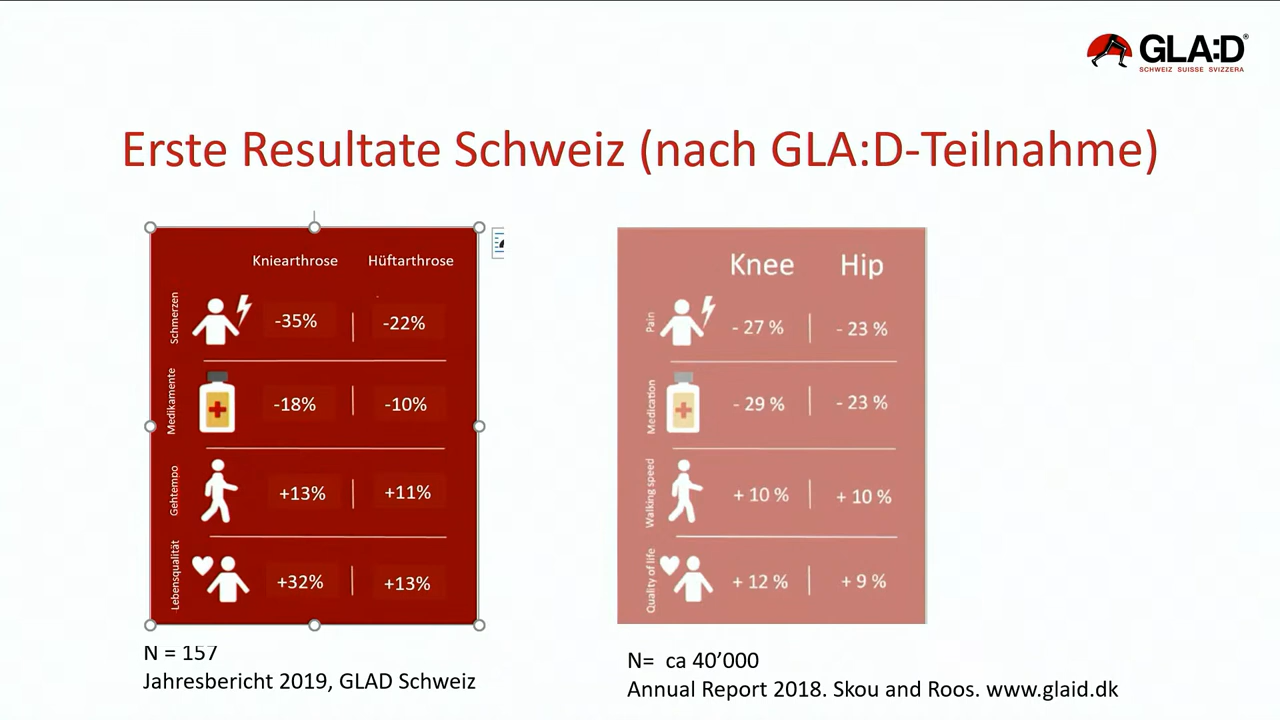 GLA:D®
SCHWEIZ SUISSE SVIZZERA
Erste Resultate Schweiz (nach GLA:D-Teilnahme)
Kniearthrose Hüftarthrose
Schmerzen -35% -22%
Medikamente -18% -10%
Gehtempo +13% +11%
Lebensqualität +32% +13%
N = 157
Jahresbericht 2019, GLAD Schweiz
Knee Hip
Pain - 27 % - 23 %
Medication - 29 % - 23 %
Walking speed + 10 % + 10 %
Quality of life + 12 % + 9 %
N= ca 40’000
Annual Report 2018. Skou and Roos. www.glaid.dk